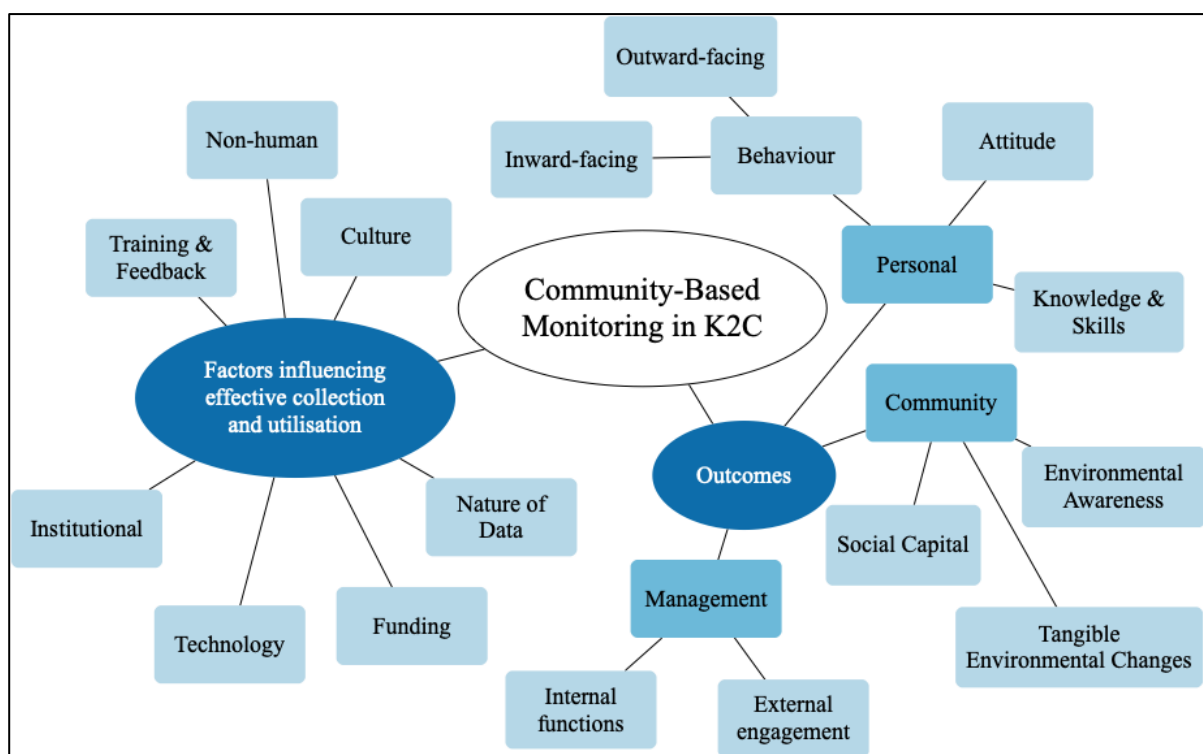 Outward-facing
Non-human
Inward-facing
Behaviour
Attitude
Training &
Feedback
Culture
Community-Based
Monitoring in K2C
Personal
Knowledge &
Skills
Factors influencing
effective collection
and utilisation
Community
Outcomes
Environmental
Awareness
Institutional
Nature of
Data
Social Capital
Management
Technology
Funding
Tangible
Environmental Changes
Internal
functions
External
engagement